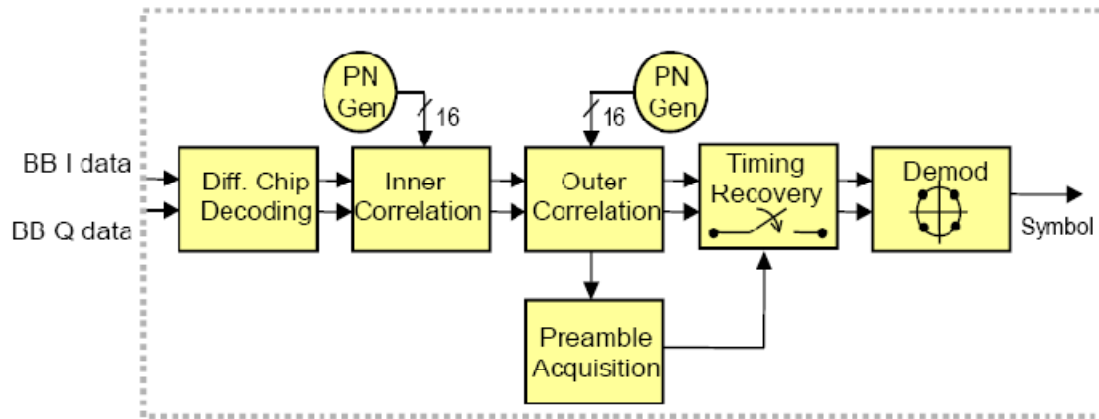 PN
Gen
16
PN
Gen
16
BB I data
BB Q data
Diff. Chip
Decoding
Inner
Correlation
Outer
Correlation
Timing
Recovery
Demod
Symbol
Preamble
Acquisition